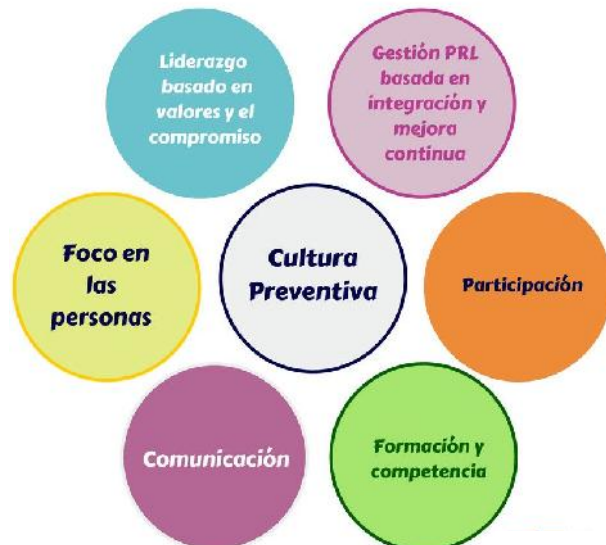 Liderazgo
basado en
valores y el
compromiso
Gestión PRL
basada en
integración y
mejora
contínua
Foco en
las
personas
Cultura
Preventiva
Participación
Comunicación
Formación y
competencia